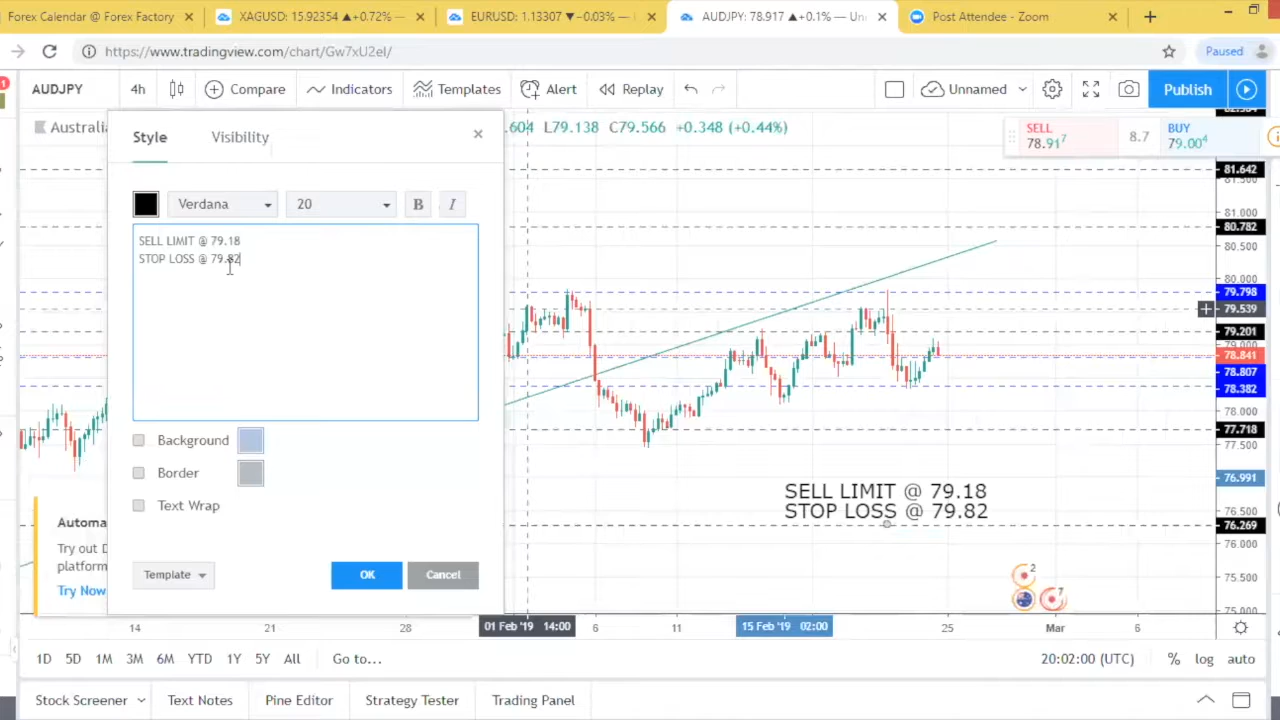 Forex Calendar @ Forex Factory
XAGUSD: 15.92354 ▲+0.72% —
EURUSD: 1.13307 ▼−0.03% —
AUDJPY: 78.917 ▲+0.1% — Un
Post Attendee - Zoom
https://www.tradingview.com/chart/Gw7xU2eI/
Paused
AUDJPY
4h
Compare
Indicators
Templates
Alert
Replay
Unnamed
Publish
Australia
Style
Visibility
.604 L79.138 C79.566 +0.348 (+0.44%)
SELL
78.917
8.7
BUY
79.004
Verdana
20
B
I
SELL LIMIT @ 79.18
STOP LOSS @ 79.82
Background
Border
Text Wrap
Template
OK
Cancel
Automa
Try out D
platform
Try Now
SELL LIMIT @ 79.18
STOP LOSS @ 79.82
2
7
81.642
81.000
80.782
80.500
80.000
79.798
79.539
79.201
79.000
78.841
78.807
78.382
78.000
77.718
77.500
76.991
76.500
76.269
76.000
75.500
75.000
14
21
28
01 Feb '19 14:00
6
11
15 Feb '19 02:00
25
Mar
6
1D
5D
1M
3M
6M
YTD
1Y
5Y
All
Go to...
20:02:00 (UTC)
%
log
auto
Stock Screener
Text Notes
Pine Editor
Strategy Tester
Trading Panel